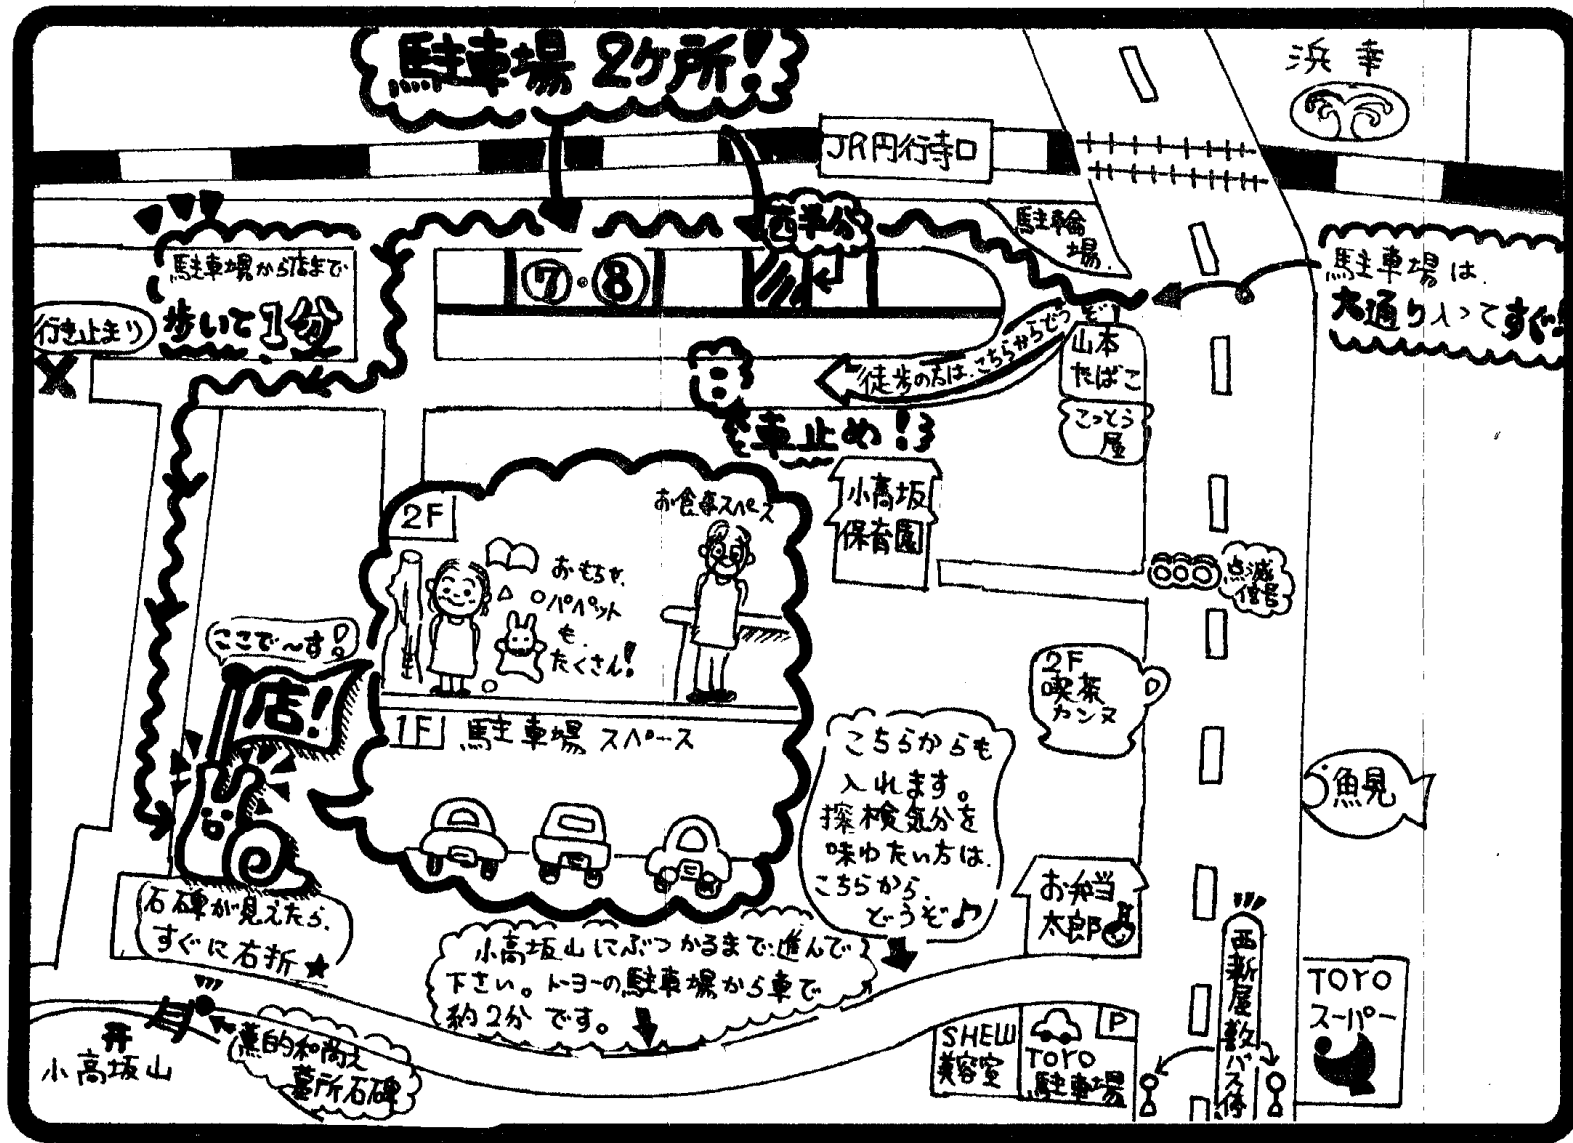 駐車場 2ヶ所!
浜幸
JR円行寺口
西半分
駐輪
場
駐車場から店まで
歩いて1分
行き止まり
7・8
駐車場は
大通り入ってすぐ!
徒歩の方は、こちらからどうぞ!
山本
たばこ
こっとう
屋
車止め!
小高坂
保育園
点滅
信号
2F
お食事スペース
おもちゃ、
パペット
も、
たくさん!
1F 駐車場 スペース
ここで〜す!
店!
2F
喫茶
カンヌ
魚見
こちらからも
入れます。
探検気分を
味わたい方は、
こちらから、
どうぞ♪
お弁当
太郎
石碑が見えたら、
すぐに右折★
小高坂山にぶつかるまで進んで
下さい。トーヨーの駐車場から車で
約2分です。
西新屋敷バス停
TOYO
スーパー
SHEW
美容室
P
TOYO
駐車場
小高坂山
薫的和尚之
墓所石碑